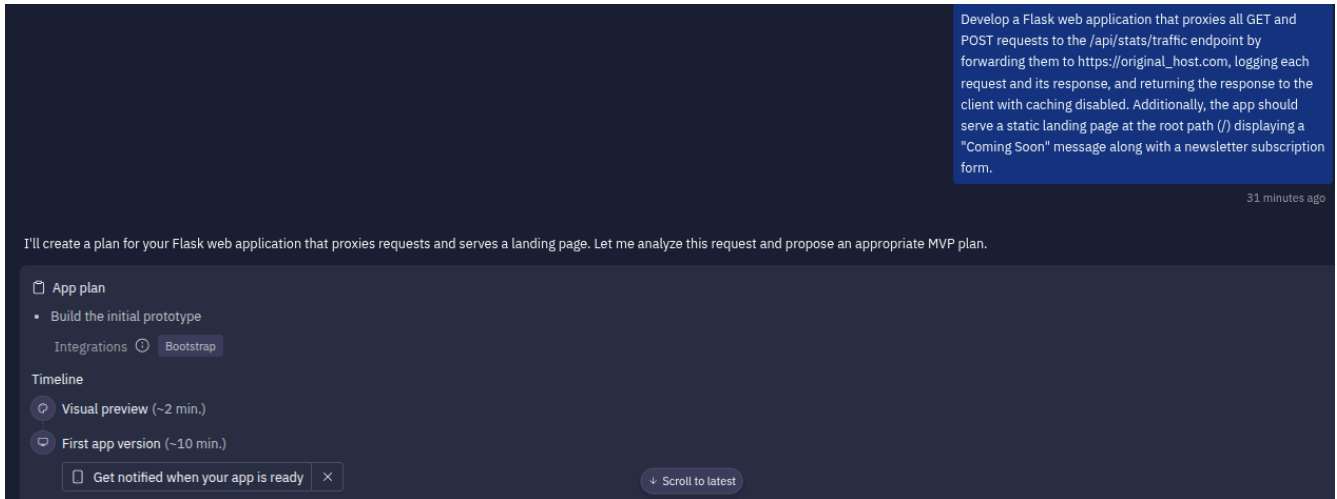 Develop a Flask web application that proxies all GET and
POST requests to the /api/stats/traffic endpoint by
forwarding them to https://original_host.com, logging each
request and its response, and returning the response to the
client with caching disabled. Additionally, the app should
serve a static landing page at the root path (/) displaying a
"Coming Soon" message along with a newsletter subscription
form.
31 minutes ago
I'll create a plan for your Flask web application that proxies requests and serves a landing page. Let me analyze this request and propose an appropriate MVP plan.
App plan
• Build the initial prototype
Integrations Bootstrap
Timeline
Visual preview (~2 min.)
First app version (~10 min.)
Get notified when your app is ready
Scroll to latest